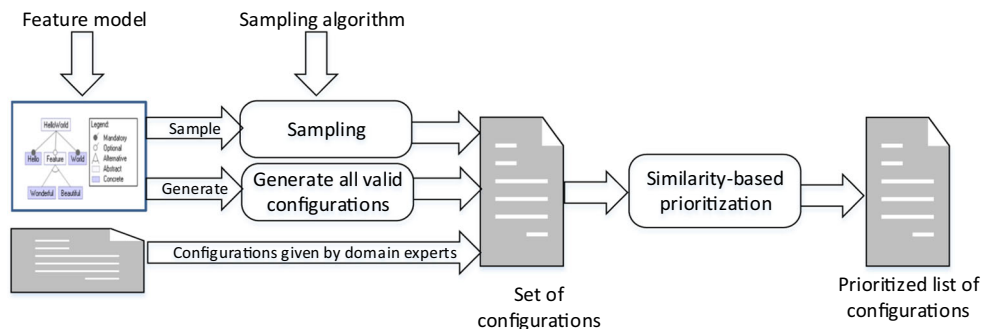 Feature model
Sampling algorithm
HelloWorld
Legend:
Mandatory
Optional
Alternative
Abstract
Concrete
Hello
Feature
World
Wonderful
Beautiful
Sample
Sampling
Generate
Generate all valid
configurations
Configurations given by domain experts
Set of
configurations
Similarity-based
prioritization
Prioritized list of
configurations